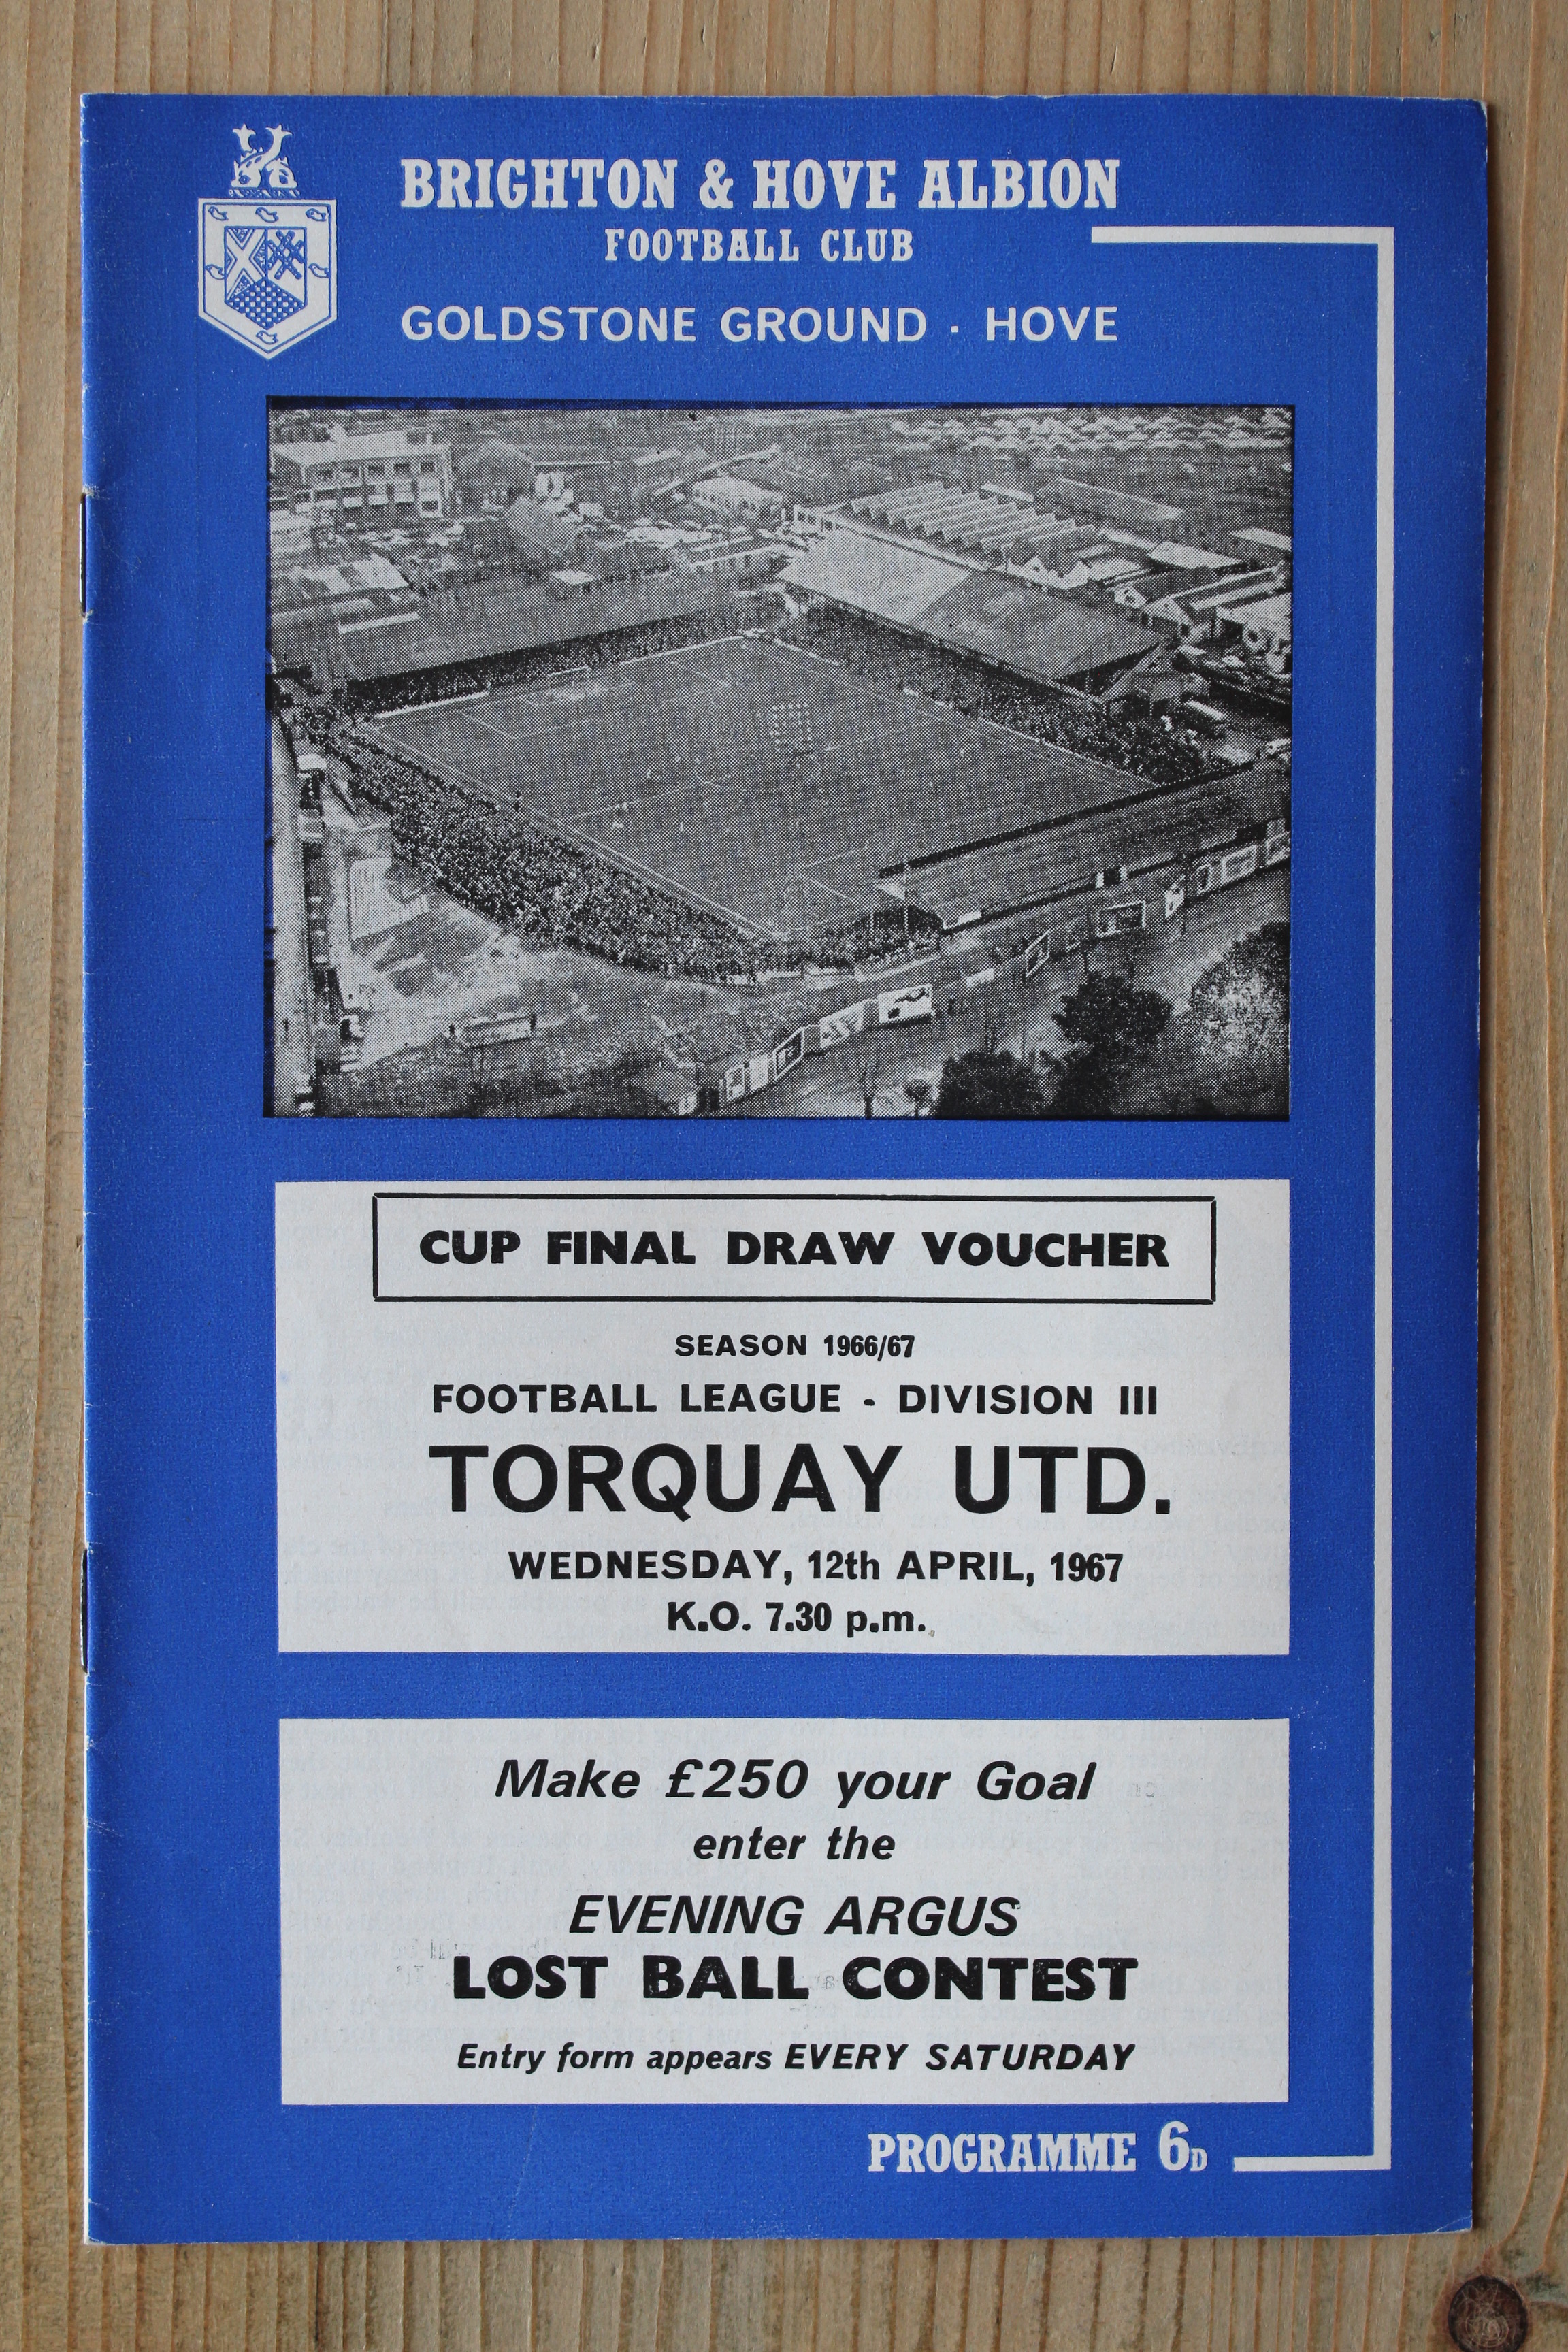 BRIGHTON & HOVE ALBION
FOOTBALL CLUB
GOLDSTONE GROUND · HOVE
CUP FINAL DRAW VOUCHER
SEASON 1966/67
FOOTBALL LEAGUE - DIVISION III
TORQUAY UTD.
WEDNESDAY, 12th APRIL, 1967
K.O. 7.30 p.m.
Make £250 your Goal
enter the
EVENING ARGUS
LOST BALL CONTEST
Entry form appears EVERY SATURDAY
PROGRAMME 6D